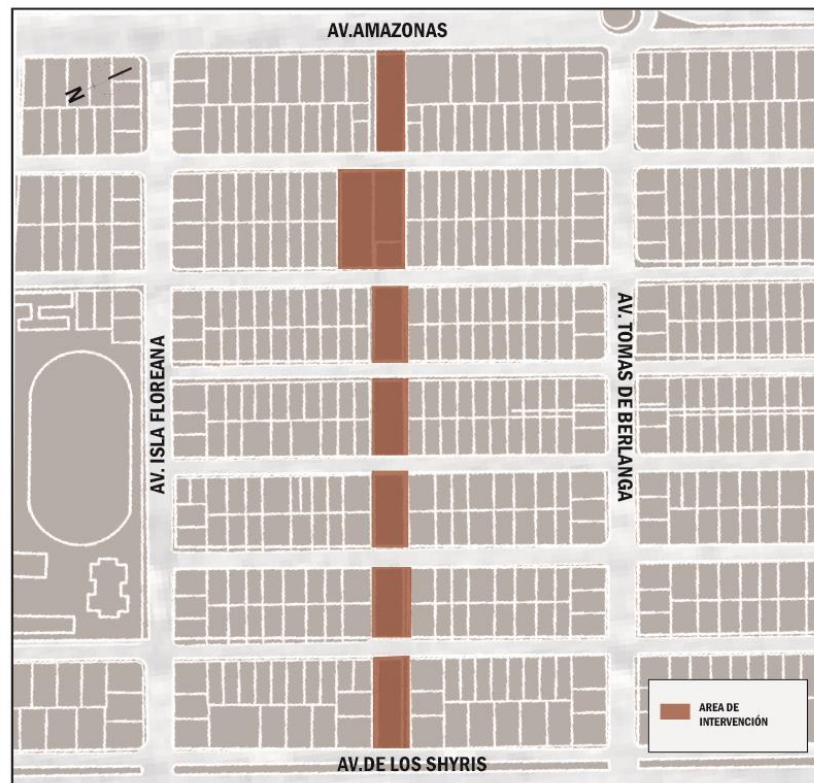 AV.AMAZONAS
N
AV. ISLA FLOREANA
AV. TOMAS DE BERLANGA
AREA DE
INTERVENCIÓN
AV.DE LOS SHYRIS